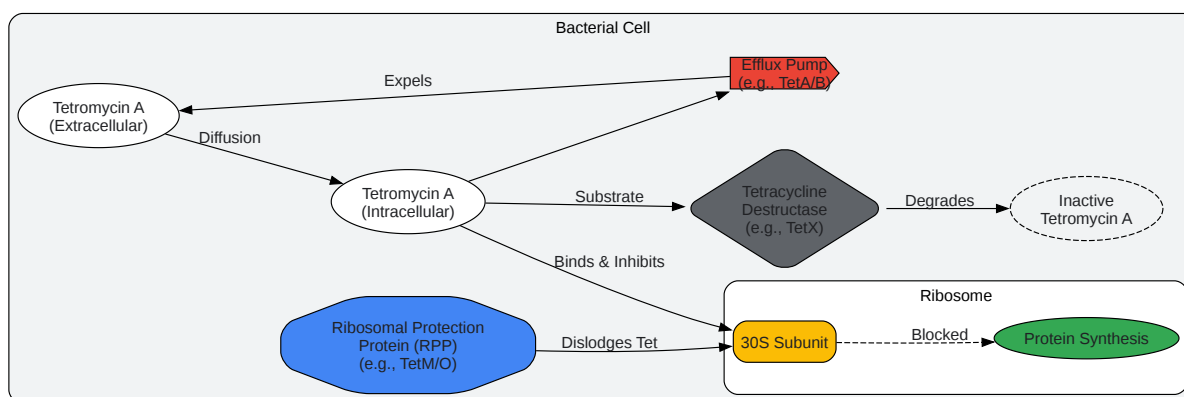 Bacterial Cell
Efflux Pump
(e.g., TetA/B)
Expels
Tetromycin A
(Extracellular)
Diffusion
Tetromycin A
(Intracellular)
Substrate
Tetracycline
Destructase
(e.g., TetX)
Degrades
Inactive
Tetromycin A
Binds & Inhibits
Ribosome
Ribosomal Protection
Protein (RPP)
(e.g., TetM/O)
Dislodges Tet
30S Subunit
Blocked
Protein Synthesis